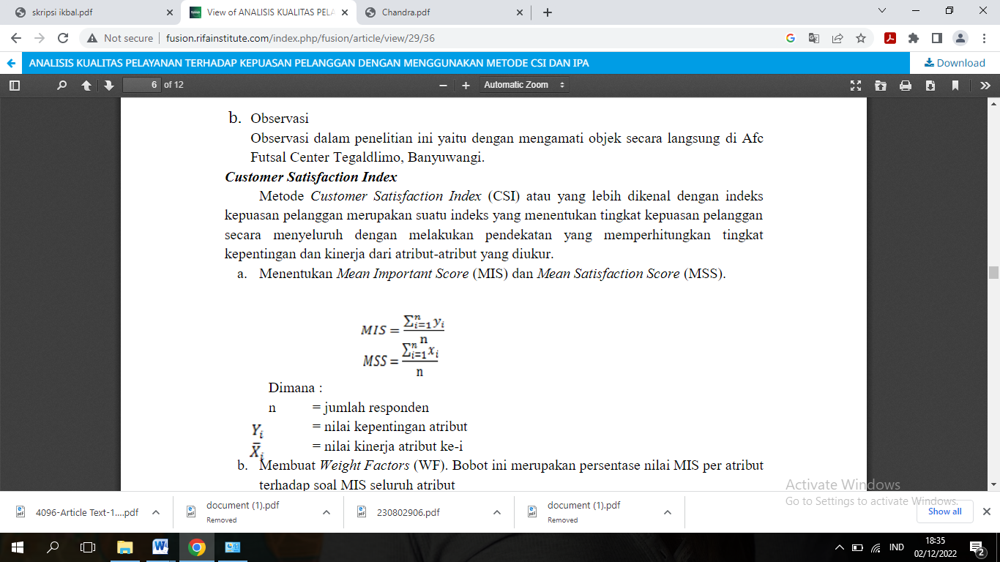 skripsi ikbal.pdf
View of ANALISIS KUALITAS PELA
Chandra.pdf
Not secure | fusion.rifainstitute.com/index.php/fusion/article/view/29/36
ANALISIS KUALITAS PELAYANAN TERHADAP KEPUASAN PELANGGAN DENGAN MENGGUNAKAN METODE CSI DAN IPA
Download
6 of 12
Automatic Zoom
b. Observasi
Observasi dalam penelitian ini yaitu dengan mengamati objek secara langsung di Afc
Futsal Center Tegaldlimo, Banyuwangi.
Customer Satisfaction Index
Metode Customer Satisfaction Index (CSI) atau yang lebih dikenal dengan indeks
kepuasan pelanggan merupakan suatu indeks yang menentukan tingkat kepuasan pelanggan
secara menyeluruh dengan melakukan pendekatan yang memperhitungkan tingkat
kepentingan dan kinerja dari atribut-atribut yang diukur.
a. Menentukan Mean Important Score (MIS) dan Mean Satisfaction Score (MSS).
MIS = \frac{\sum_{i=1}^{n} y_i}{n}
MSS = \frac{\sum_{i=1}^{n} x_i}{n}
Dimana :
n = jumlah responden
Y_i = nilai kepentingan atribut
X̄_i = nilai kinerja atribut ke-i
b. Membuat Weight Factors (WF). Bobot ini merupakan persentase nilai MIS per atribut
terhadap soal MIS seluruh atribut
Activate Windows
Go to Settings to activate Windows.
4096-Article Text-1....pdf
document (1).pdf
Removed
230802906.pdf
document (1).pdf
Removed
Show all
IND
18:35
02/12/2022
2